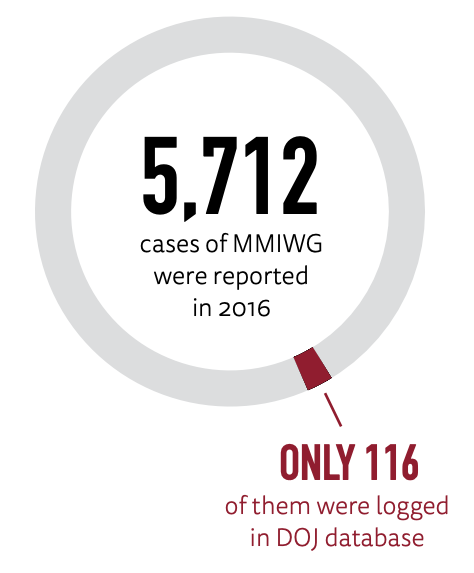 5,712
cases of MMIWG
were reported
in 2016
ONLY 116
of them were logged
in DOJ database